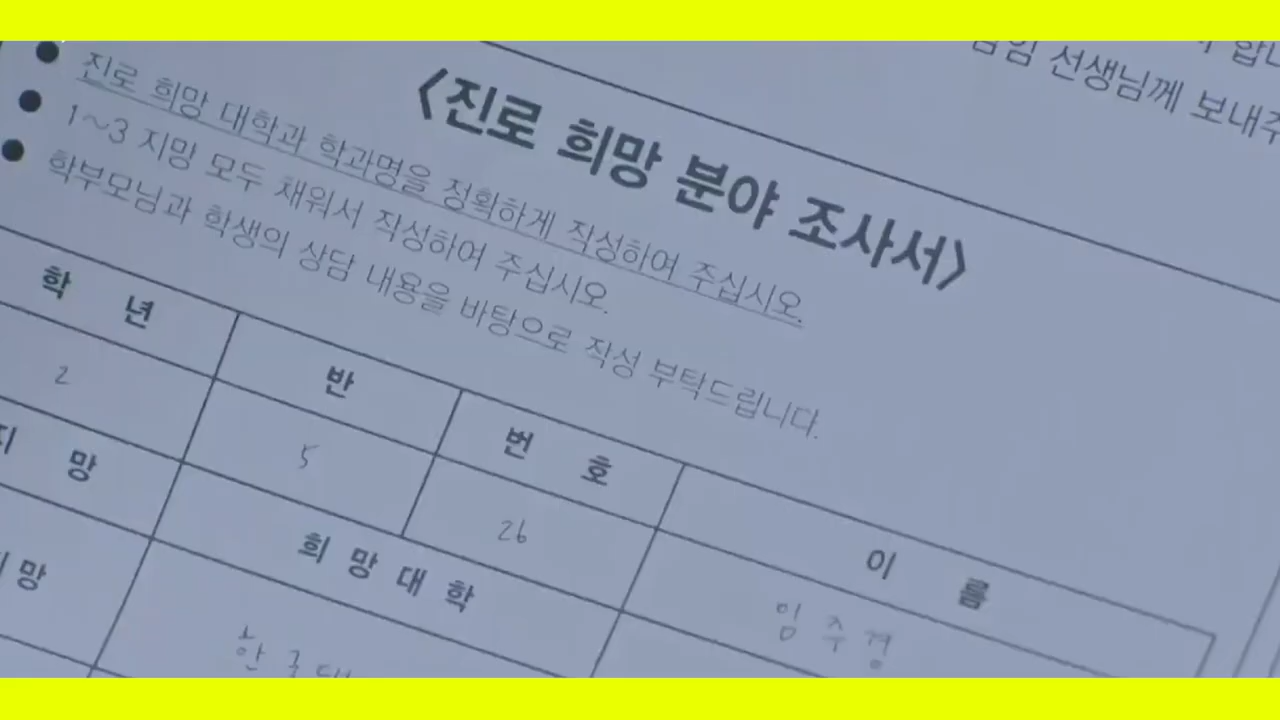 선생님께
<진로 희망 분야 조사서>
진로 희망 대학과 학과명을 정확하게 작성하여 주십시오.
1~3 지망 모두 채워서 작성하여 주십시오.
학부모님과 학생의 상담 내용을 바탕으로 작성 부탁드립니다.
학 년 반 번 호 이 름
2 5 26 임 주 경
지 망 희 망 대 학
지망 한국대